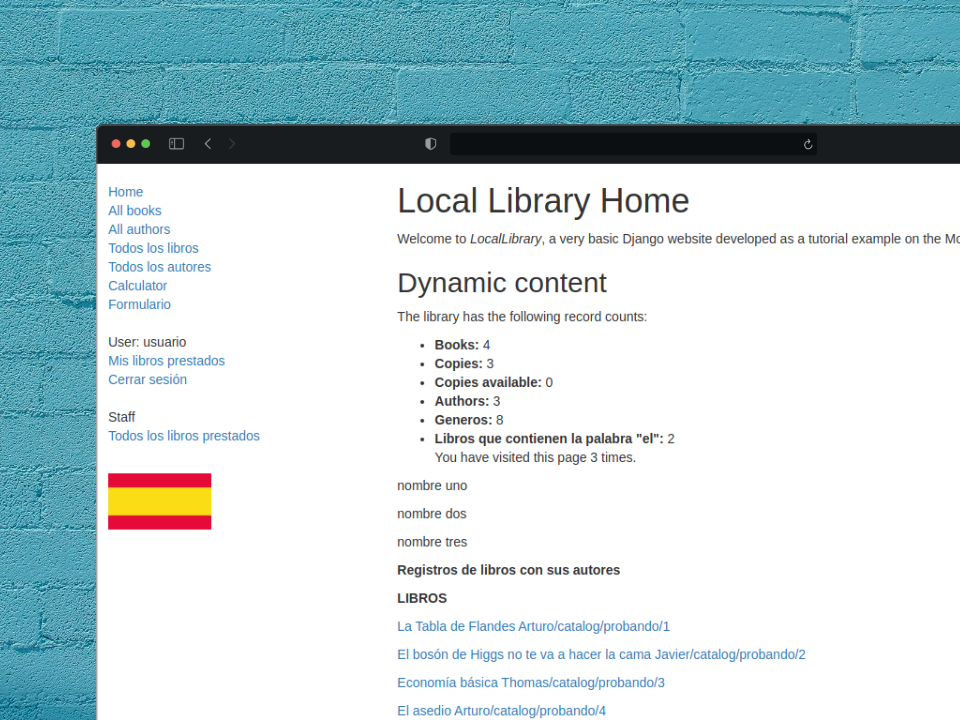 Home
All books
All authors
Todos los libros
Todos los autores
Calculator
Formulario
User: usuario
Mis libros prestados
Cerrar sesión
Staff
Todos los libros prestados
Local Library Home
Welcome to LocalLibrary, a very basic Django website developed as a tutorial example on the
Dynamic content
The library has the following record counts:
Books: 4
Copies: 3
Copies available: 0
Authors: 3
Generos: 8
Libros que contienen la palabra "el": 2
You have visited this page 3 times.
nombre uno
nombre dos
nombre tres
Registros de libros con sus autores
LIBROS
La Tabla de Flandes Arturo/catalog/probando/1
El bosón de Higgs no te va a hacer la cama Javier/catalog/probando/2
Economía básica Thomas/catalog/probando/3
El asedio Arturo/catalog/probando/4